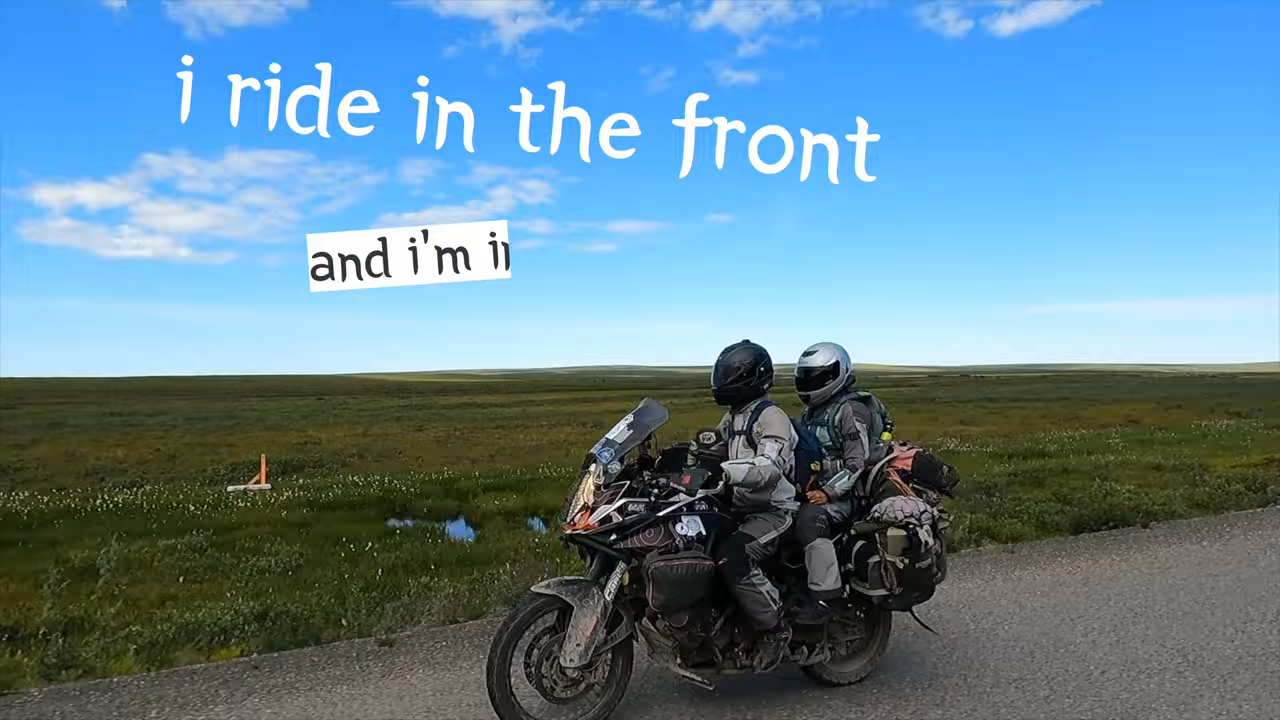 i ride in the front
and i'm i